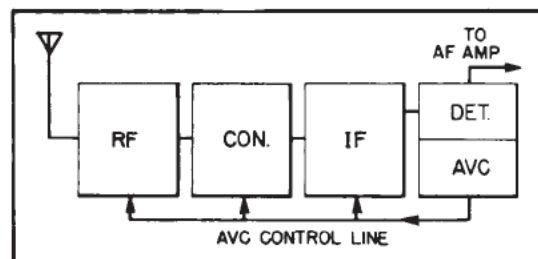 TO
AF AMP
RF
CON.
IF
DET.
AVC
AVC CONTROL LINE